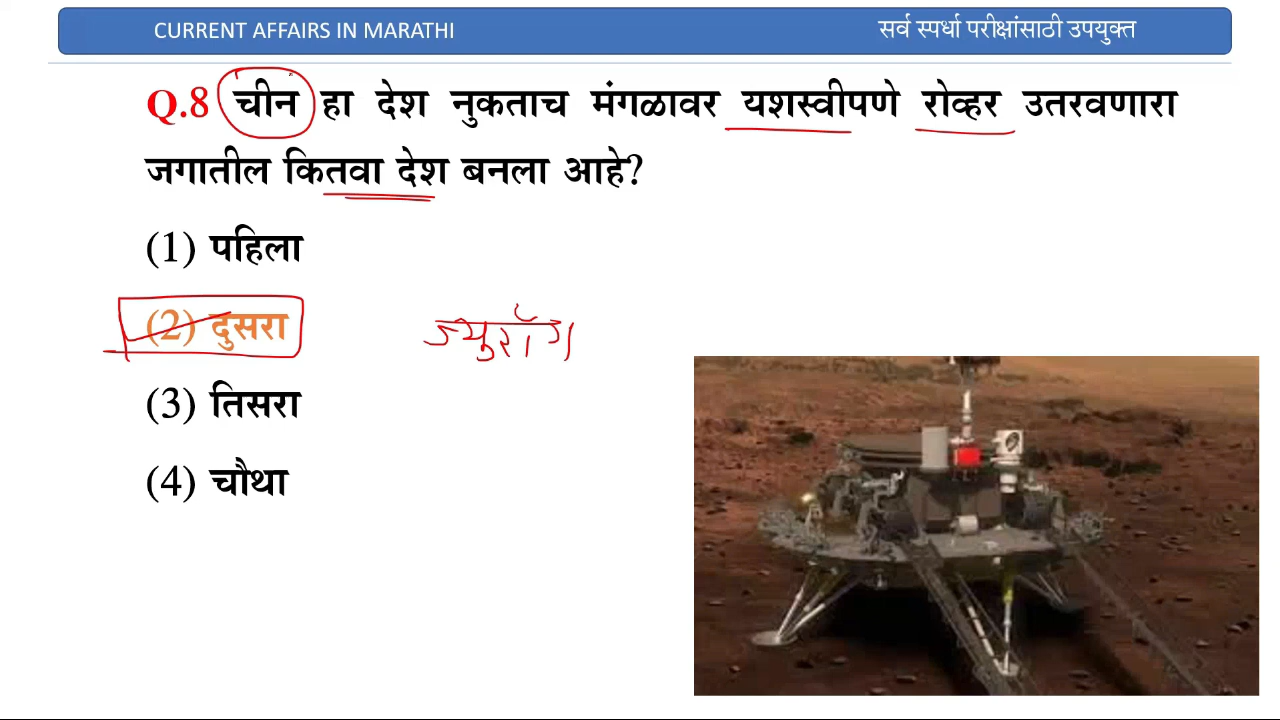 CURRENT AFFAIRS IN MARATHI
सर्व स्पर्धा परीक्षांसाठी उपयुक्त
Q.8 चीन हा देश नुकताच मंगळावर यशस्वीपणे रोव्हर उतरवणारा
जगातील कितवा देश बनला आहे?
(1) पहिला
(2) दुसरा
ज्युरॉंग
(3) तिसरा
(4) चौथा